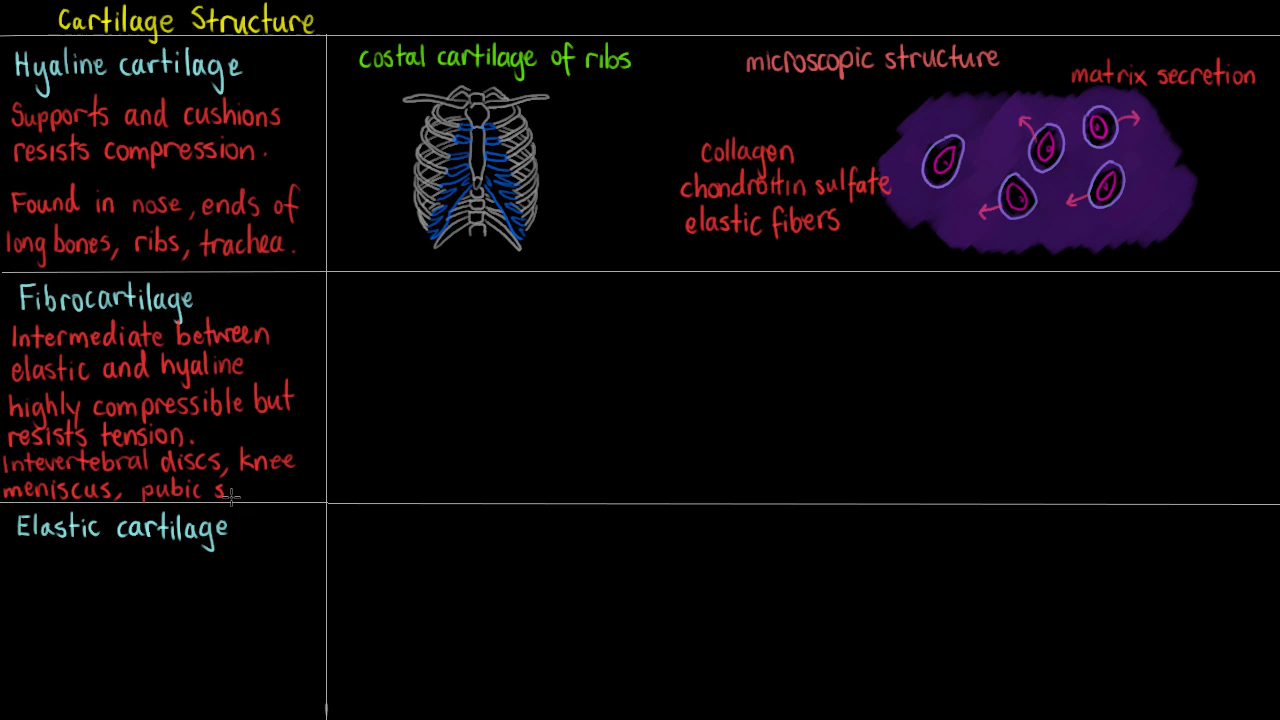 Cartilage Structure
Hyaline cartilage
Supports and cushions
resists compression.
Found in nose, ends of
long bones, ribs, trachea.
costal cartilage of ribs
microscopic structure
matrix secretion
Collagen
chondroitin sulfate
elastic fibers
Fibrocartilage
Intermediate between
elastic and hyaline
highly compressible but
resists tension.
Intevertebral discs, knee
meniscus, pubic s
Elastic cartilage